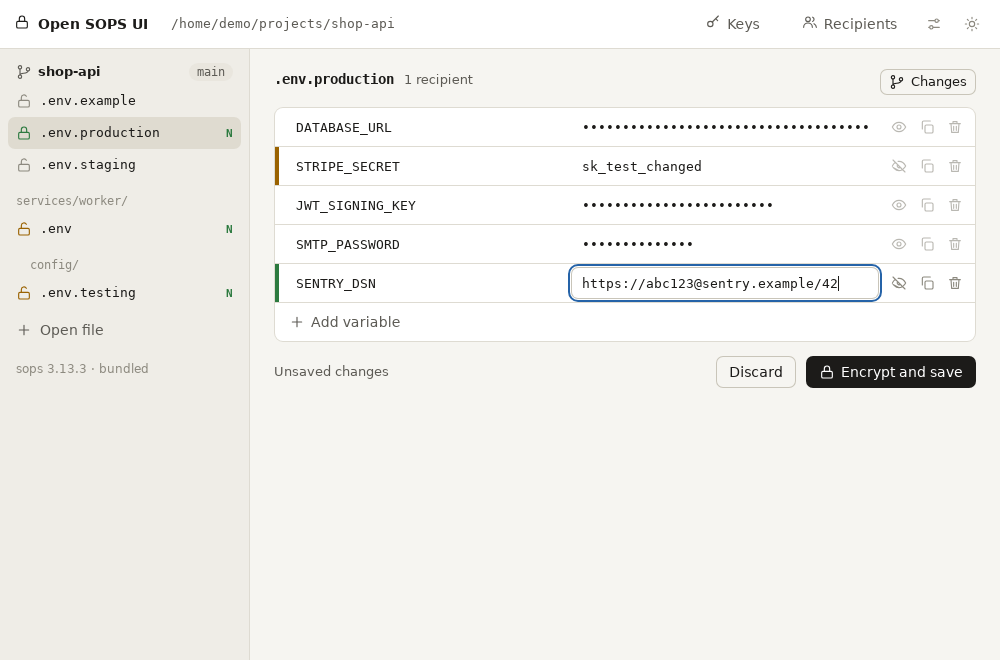 Open SOPS UI
/home/demo/projects/shop-api
Keys
Recipients
shop-api
main
.env.example
.env.production
N
.env.staging
services/worker/
.env
N
config/
.env.testing
N
Open file
sops 3.13.3 · bundled
.env.production
1 recipient
Changes
DATABASE_URL
••••••••••••••••••••••••••••••••••••
STRIPE_SECRET
sk_test_changed
JWT_SIGNING_KEY
••••••••••••••••••••••••
SMTP_PASSWORD
••••••••••••••
SENTRY_DSN
https://abc123@sentry.example/42
Add variable
Unsaved changes
Discard
Encrypt and save